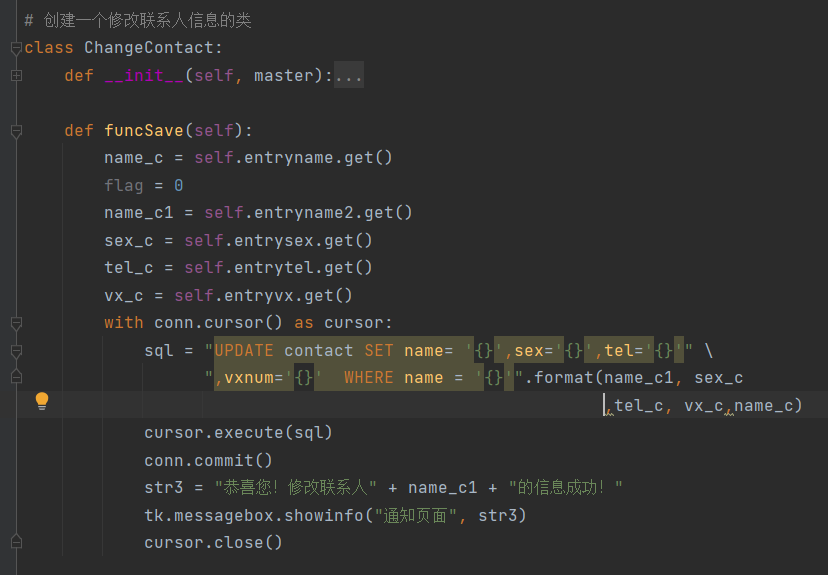 # 创建一个修改联系人信息的类
class ChangeContact:
    def __init__(self, master):...
    def funcSave(self):
        name_c = self.entryname.get()
        flag = 0
        name_c1 = self.entryname2.get()
        sex_c = self.entrysex.get()
        tel_c = self.entrytel.get()
        vx_c = self.entryvx.get()
        with conn.cursor() as cursor:
            sql = "UPDATE contact SET name= '{}',sex='{}',tel='{}'" \
                  ",vxnum='{}'  WHERE name = '{}'".format(name_c1, sex_c
                                                          ,tel_c, vx_c,name_c)
            cursor.execute(sql)
            conn.commit()
            str3 = "恭喜您！修改联系人" + name_c1 + "的信息成功！"
            tk.messagebox.showinfo("通知页面", str3)
            cursor.close()